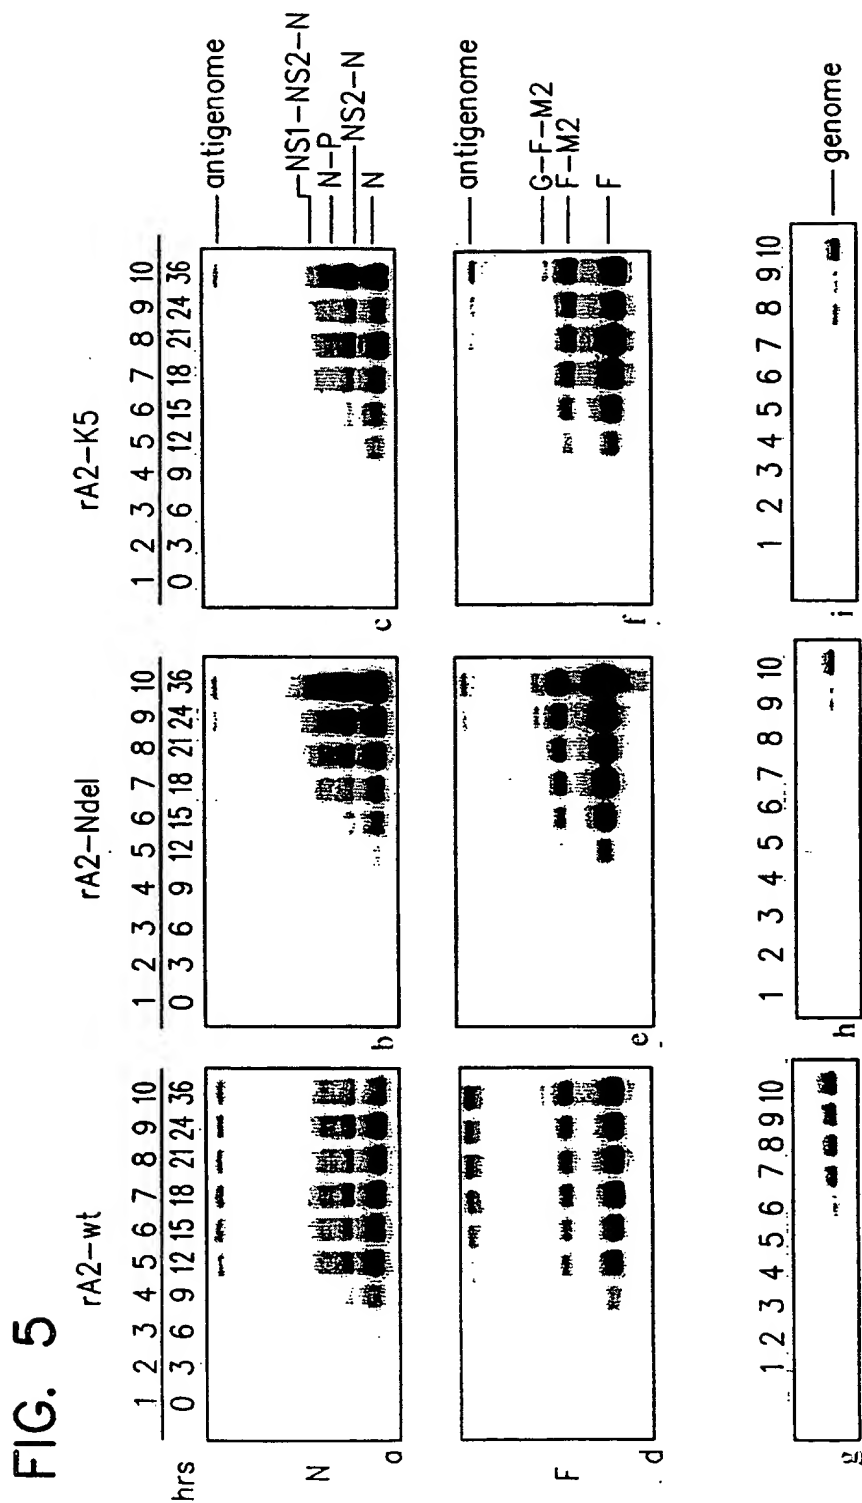 FIG. 5
rA2-wt
rA2-Ndel
rA2-K5
1 2 3 4 5 6 7 8 9 10
1 2 3 4 5 6 7 8 9 10
1 2 3 4 5 6 7 8 9 10
hrs 0 3 6 9 12 15 18 21 24 36
0 3 6 9 12 15 18 21 24 36
0 3 6 9 12 15 18 21 24 36
N
antigenome
NS1-NS2-N
N-P
NS2-N
N
a
b
c
F
antigenome
G-F-M2
F-M2
F
d
e
f
1 2 3 4 5 6 7 8 9 10
1 2 3 4 5 6 7 8 9 10
1 2 3 4 5 6 7 8 9 10
genome
g
h
i